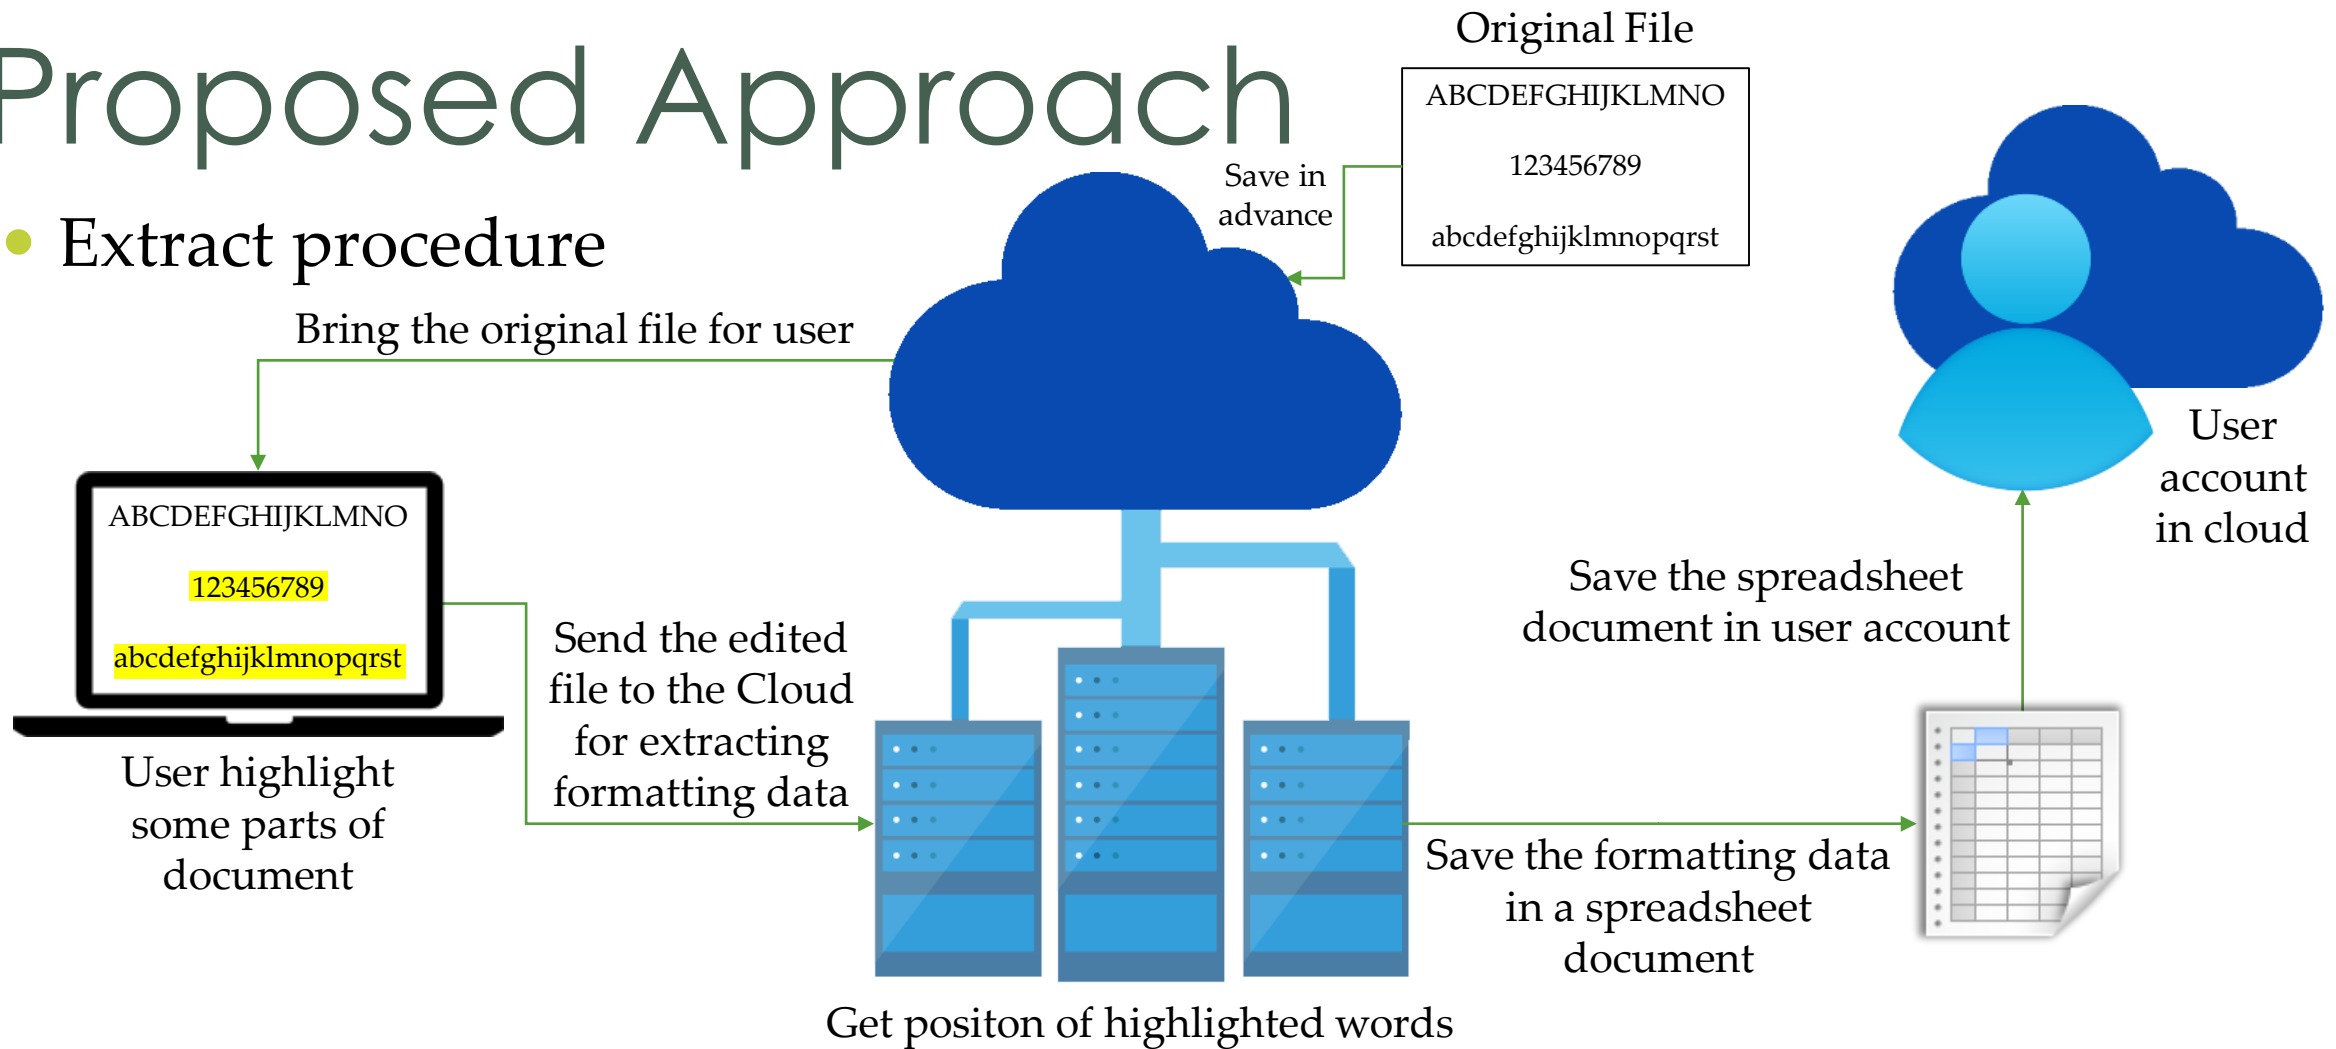 Proposed Approach
• Extract procedure
Original File
ABCDEFGHIJKLMNO
123456789
abcdefghijklmnopqrst
Save in
advance
Bring the original file for user
ABCDEFGHIJKLMNO
123456789
abcdefghijklmnopqrst
User highlight
some parts of
document
Send the edited
file to the Cloud
for extracting
formatting data
Get positon of highlighted words
Save the formatting data
in a spreadsheet
document
Save the spreadsheet
document in user account
User
account
in cloud